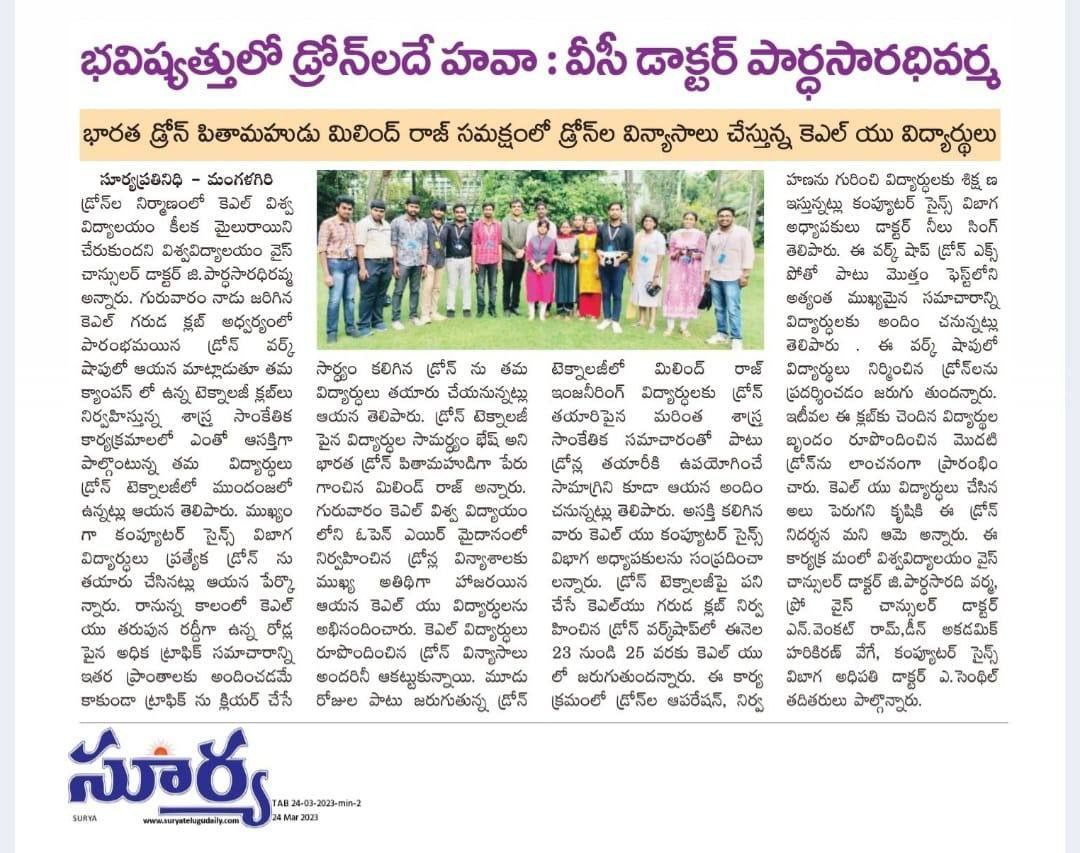 భవిష్యత్తులో డ్రోన్‌లదే హవా : వీసీ డాక్టర్ పార్ధసారధివర్మ
భారత డ్రోన్ పితామహుడు మిలింద్ రాజ్ సమక్షంలో డ్రోన్‌ల విన్యాసాలు చేస్తున్న కెఎల్ యు విద్యార్థులు
సూర్యప్రతినిధి - మంగళగిరి
డ్రోన్‌ల నిర్మాణంలో కెఎల్ విశ్వ
విద్యాలయం కీలక మైలురాయిని
చేరుకుందని విశ్వవిద్యాలయం వైస్
చాన్సులర్ డాక్టర్ జి.పార్ధసారధిరవ్మ
అన్నారు. గురువారం నాడు జరిగిన
కెఎల్ గరుడ క్లబ్ అధ్వర్యంలో
పారంభమయిన డ్రోన్ వర్క్
షాపులో ఆయన మాట్లాడుతూ తమ
క్యాంపస్ లో ఉన్న టెక్నాలజీ క్లబ్‌లు
నిర్వహిస్తున్న శాస్త్ర సాంకేతిక
కార్యక్రమాలలో ఎంతో ఆసక్తిగా
పాల్గొంటున్న తమ విద్యార్ధులు
డ్రోన్ టెక్నాలజీలో ముందంజలో
ఉన్నట్లు ఆయన తెలిపారు. ముఖ్యం
గా కంప్యూటర్ సైన్స్ విబాగ
విద్యార్ధులు ప్రత్యేక డ్రోన్ ను
తయారు చేసినట్లు ఆయన పేర్కొ
న్నారు. రానున్న కాలంలో కెఎల్
యు తరుపున రద్దీగా ఉన్న రోడ్ల
పైన అధిక ట్రాఫిక్ సమాచారాన్ని
ఇతర ప్రాంతాలకు అందించడమే
కాకుండా ట్రాఫిక్ ను క్లియర్ చేసే
సార్ధ్యం కలిగిన డ్రోన్ ను తమ
విద్యార్ధులు తయారు చేయనున్నట్లు
ఆయన తెలిపారు. డ్రోన్ టెక్నాలజీ
పైన విద్యార్ధుల సామర్ధ్యం భేష్ అని
భారత డ్రోన్ పితామహుడిగా పేరు
గాంచిన మిలిండ్ రాజ్ అన్నారు.
గురువారం కెఎల్ విశ్వ విద్యాయం
లోని ఓపెన్ ఎయిర్ మైదానంలో
నిర్వహించిన డ్రోన్ల విన్యాశాలకు
ముఖ్య అతిథిగా హాజరయిన
ఆయన కెఎల్ యు విద్యార్ధులను
అభినందించారు. కెఎల్ విద్యార్ధులు
రూపొందించిన డ్రోన్ విన్యాసాలు
అందరినీ ఆకట్టుకున్నాయి. మూడు
రోజుల పాటు జరుగుతున్న డ్రోన్
టెక్నాలజీలో మిలింద్ రాజ్
ఇంజనీరింగ్ విద్యార్ధులకు డ్రోన్
తయారిపైన మరింత శాస్త్ర
సాంకేతిక సమాచారంతో పాటు
డ్రోన్ల తయారీకి ఉపయోగించే
సామాగ్రిని కూడా ఆయన అందిం
చనున్నట్లు తెలిపారు. అసక్తి కలిగిన
వారు కెఎల్ యు కంప్యూటర్ సైన్స్
విభాగ అధ్యాపకులను సంప్రదించా
లన్నారు. డ్రోన్ టెక్నాలజీపై పని
చేసే కెఎల్‌యు గరుడ క్లబ్ నిర్వ
హించిన డ్రోన్ వర్క్‌షాప్‌లో ఈనెల
23 నుండి 25 వరకు కెఎల్ యు
లో జరుగుతుందన్నారు. ఈ కార్య
క్రమంలో డ్రోన్‌ల ఆపరేషన్, నిర్వ
హణను గురించి విద్యార్ధులకు శిక్ష ణ
ఇస్తున్నట్లు కంప్యూటర్ సైన్స్ విబాగ
అధ్యాపకులు డాక్టర్ నీలు సింగ్
తెలిపారు. ఈ వర్క్ షాప్ డ్రోన్ ఎక్స్
పోతో పాటు మొత్తం ఫెస్ట్‌లోని
అత్యంత ముఖ్యమైన సమాచారాన్ని
విద్యార్ధులకు అందిం చనున్నట్లు
తెలిపారు . ఈ వర్క్ షాపులో
విద్యార్థులు నిర్మించిన డ్రోన్‌లను
ప్రదర్శించడం జరుగు తుందన్నారు.
ఇటీవల ఈ క్లబ్‌కు చెందిన విద్యార్థుల
బృందం రూపొందించిన మొదటి
డ్రోన్‌ను లాంచనంగా ప్రారంభిం
చారు. కెఎల్ యు విద్యార్ధులు చేసిన
అలు పెరుగని కృషికి ఈ డ్రోన్
నిదర్శన మని ఆమె అన్నారు. ఈ
కార్యక్ర మంలో విశ్వవిద్యాలయం వైస్
చాన్సులర్ డాక్టర్ జి.పార్ధసారది వర్మ,
ప్రో వైస్ చాన్సులర్ డాక్టర్
ఎన్.వెంకట్ రామ్,డీన్ అకడమిక్
హరికిరణ్ వేగే, కంప్యూటర్ సైన్స్
విబాగ అధిపతి డాక్టర్ ఎ.సెంథిల్
తదితరులు పాల్గొన్నారు.
సూర్య
SURYA
www.suryatelugudaily.com
TAB 24-03-2023-min-2
24 Mar 2023